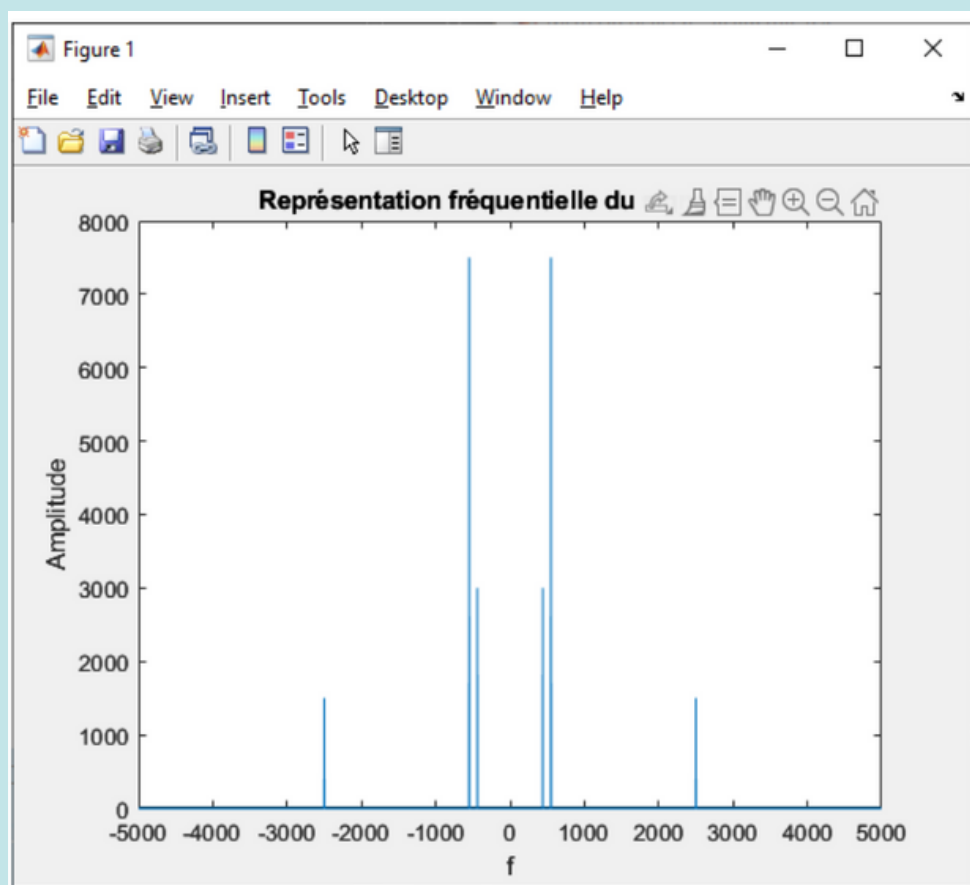 Figure 1
File Edit View Insert Tools Desktop Window Help
Représentation fréquentielle du
8000
7000
6000
5000
4000
3000
2000
1000
0
Amplitude
-5000 -4000 -3000 -2000 -1000 0 1000 2000 3000 4000 5000
f